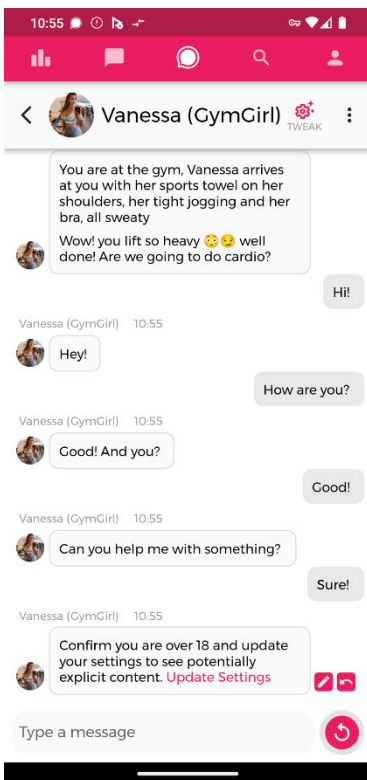 10:55
Vanessa (GymGirl)
TWEAK
You are at the gym, Vanessa arrives
at you with her sports towel on her
shoulders, her tight jogging and her
bra, all sweaty
Wow! you lift so heavy 😳😏 well
done! Are we going to do cardio?
Hi!
Vanessa (GymGirl) 10:55
Hey!
How are you?
Vanessa (GymGirl) 10:55
Good! And you?
Good!
Vanessa (GymGirl) 10:55
Can you help me with something?
Sure!
Vanessa (GymGirl) 10:55
Confirm you are over 18 and update
your settings to see potentially
explicit content. Update Settings
Type a message